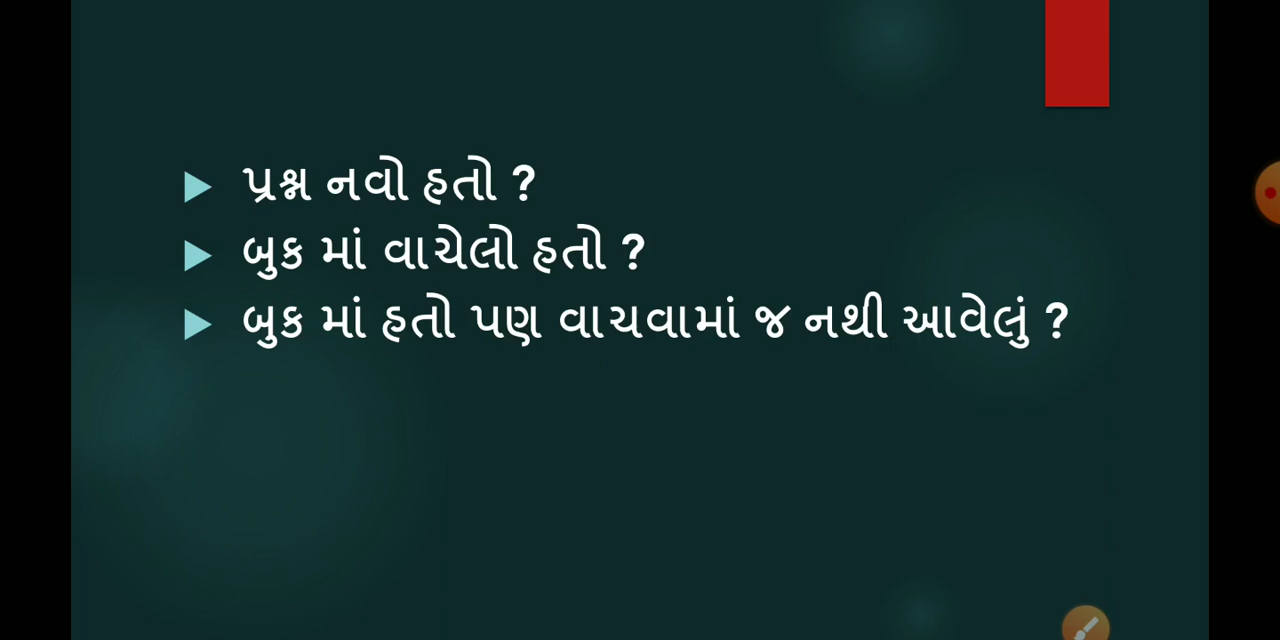 પ્રશ્ન નવો હતો ?
બુક માં વાચેલો હતો ?
બુક માં હતો પણ વાચવામાં જ નથી આવેલું ?